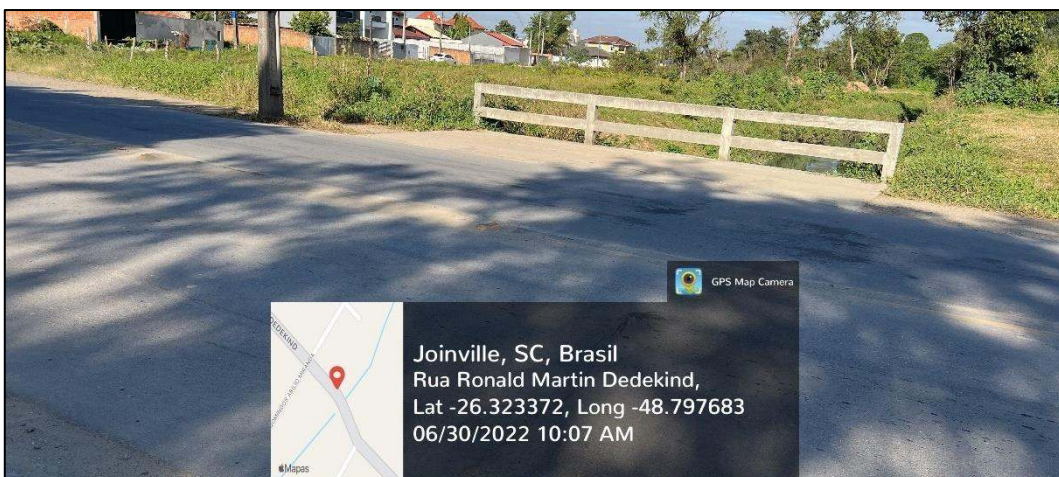 GPS Map Camera
DEDEKIND
Joinville, SC, Brasil
Rua Ronald Martin Dedekind,
Lat -26.323372, Long -48.797683
06/30/2022 10:07 AM
Mapas